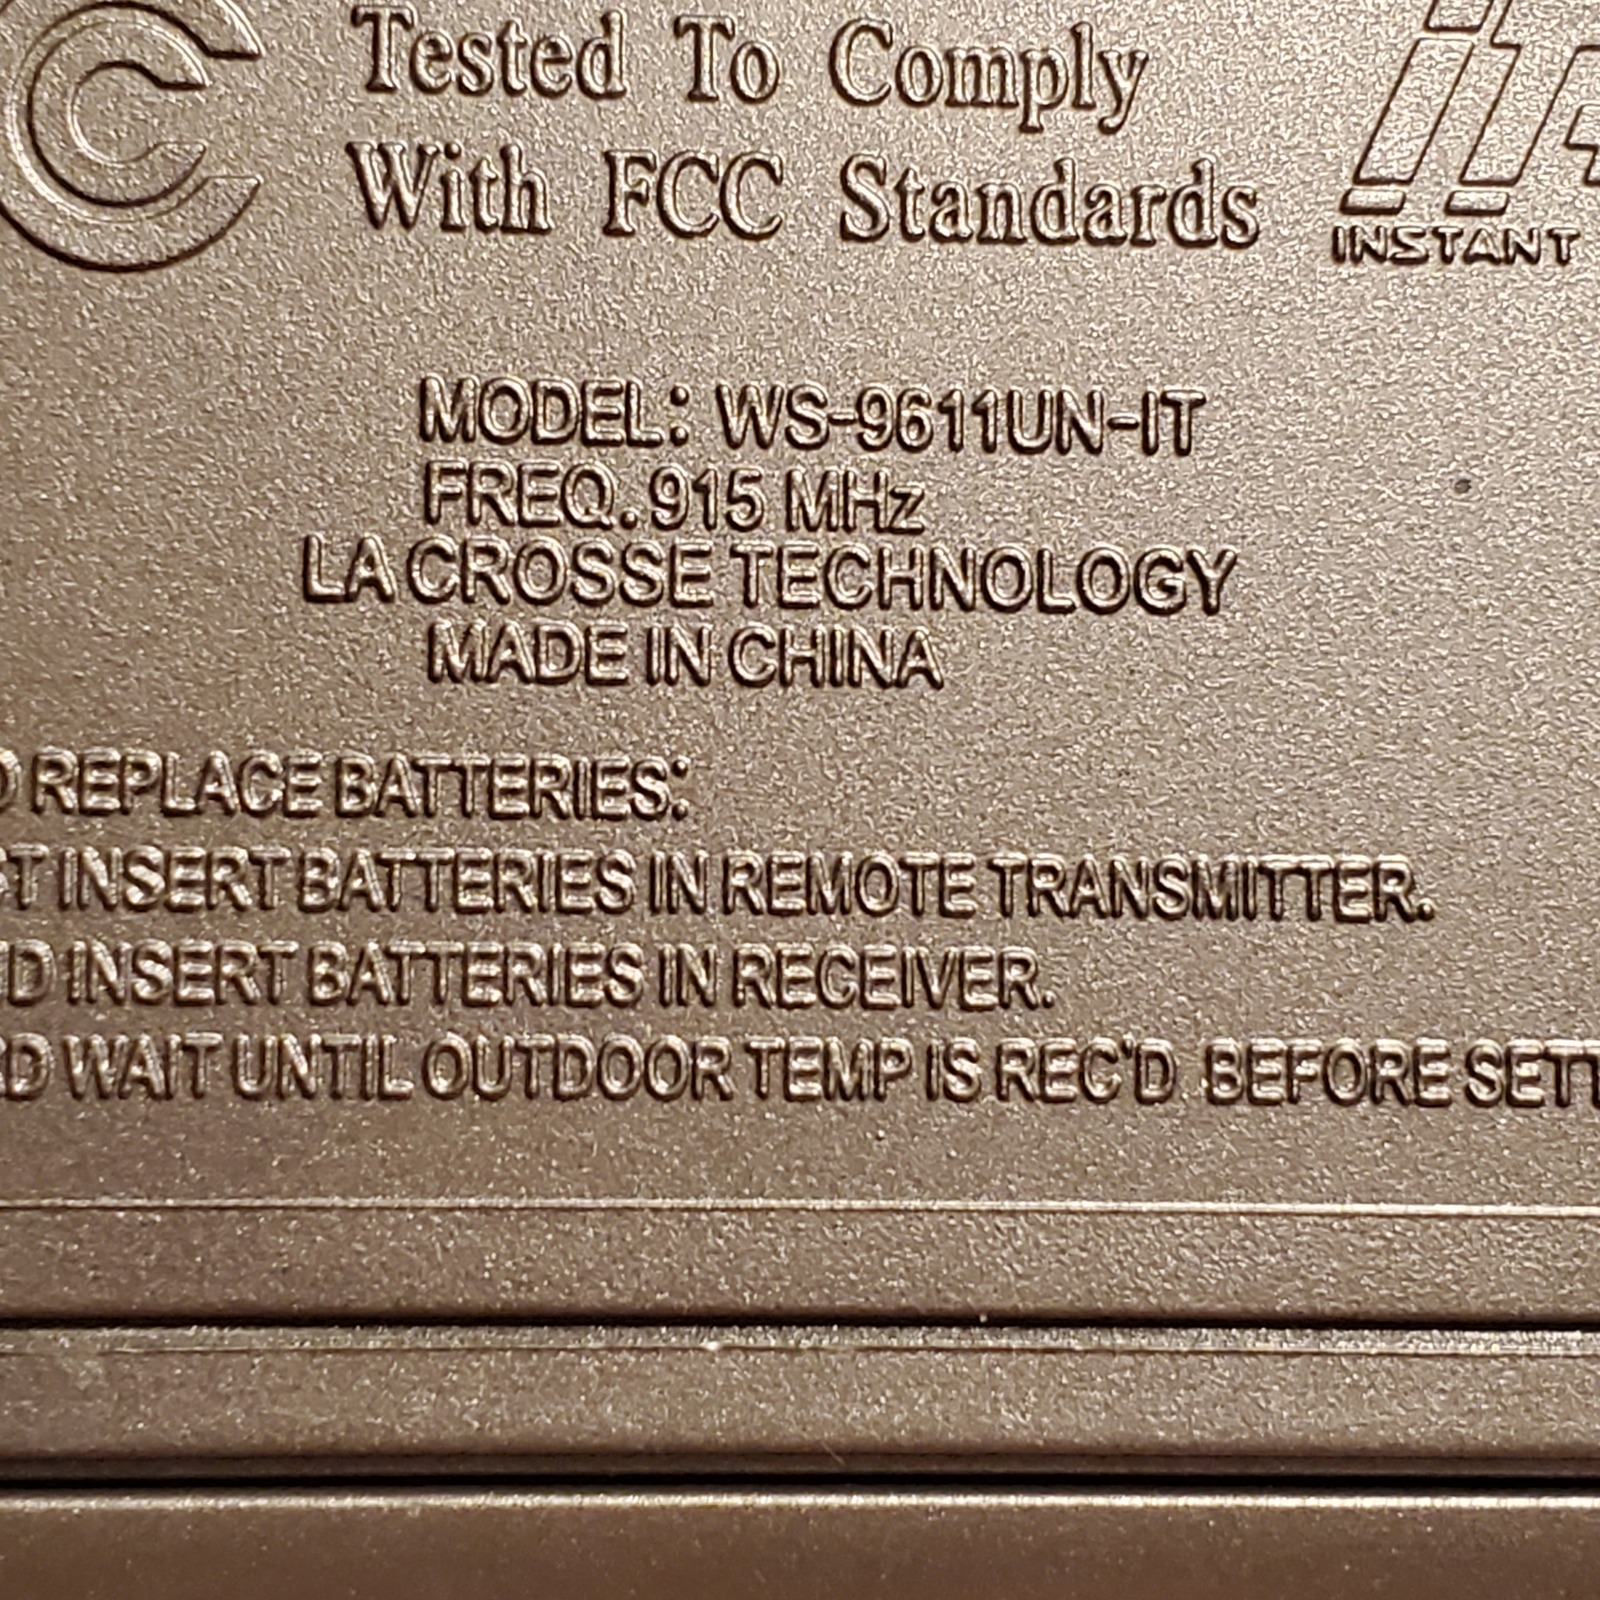 Tested To Comply
With FCC Standards
INSTANT
MODEL: WS-9611UN-IT
FREQ.915 MHz
LA CROSSE TECHNOLOGY
MADE IN CHINA
REPLACE BATTERIES:
INSERT BATTERIES IN REMOTE TRANSMITTER.
INSERT BATTERIES IN RECEIVER.
WAIT UNTIL OUTDOOR TEMP IS REC'D BEFORE